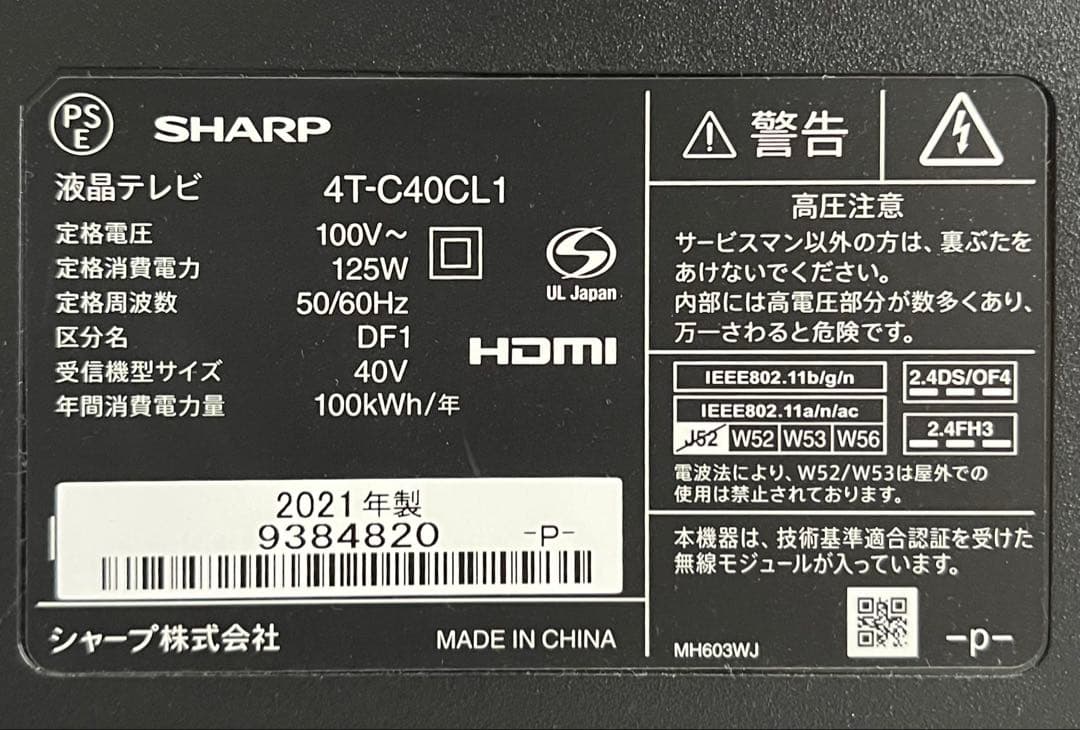 PS
E
SHARP
液晶テレビ 4T-C40CL1
定格電圧 100V～
定格消費電力 125W
定格周波数 50/60Hz
区分名 DF1
受信機型サイズ 40V
年間消費電力量 100kWh/年
UL Japan
HDMI
2021年製
9384820 -P-
シャープ株式会社 MADE IN CHINA
警告
高圧注意
サービスマン以外の方は、裏ぶたを
あけないでください。
内部には高電圧部分が数多くあり、
万一さわると危険です。
IEEE802.11b/g/n
IEEE802.11a/n/ac
J52 W52 W53 W56
2.4DS/OF4
2.4FH3
電波法により、W52/W53は屋外での
使用は禁止されております。
本機器は、技術基準適合認証を受けた
無線モジュールが入っています。
MH603WJ -p-